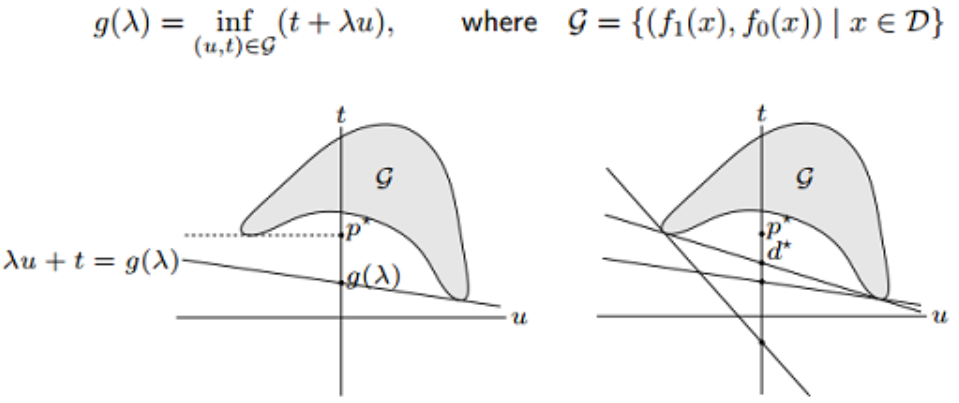 g(λ) = inf (t + λu), where 𝒢 = {(f₁(x), f₀(x)) | x ∈ 𝒟}
(u,t)∈𝒢
t
𝒢
p⋆
λu + t = g(λ)
g(λ)
u
t
𝒢
p⋆
d⋆
u